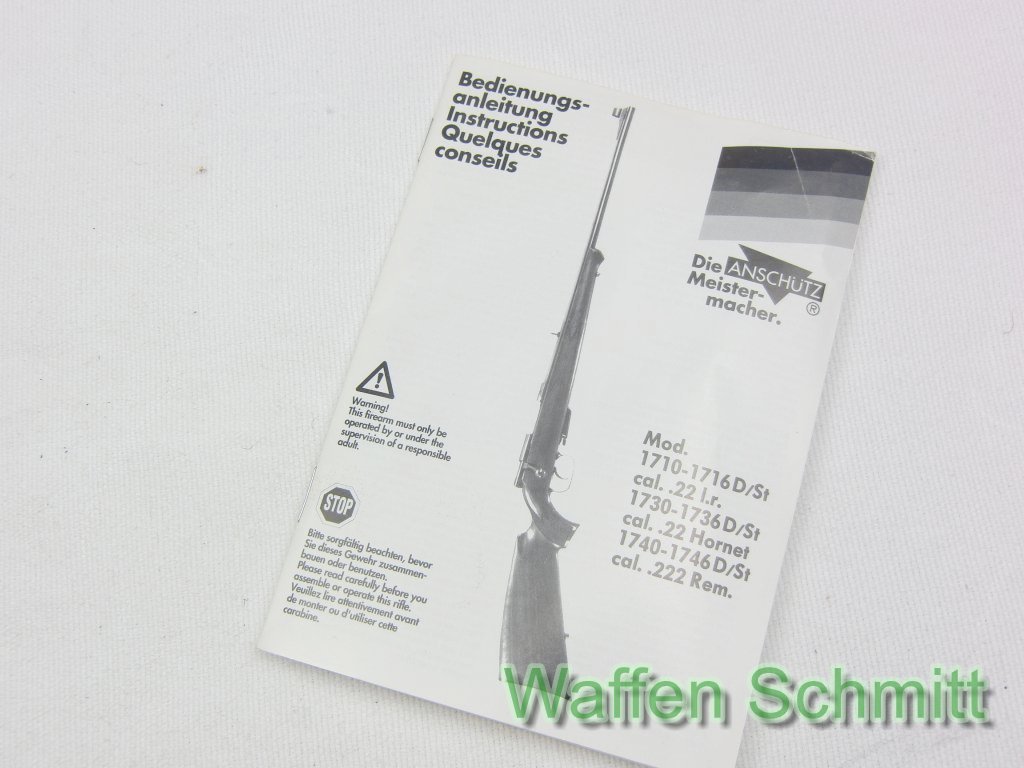 Bedienungs-
anleitung
Instructions
Quelques
conseils
Die ANSCHÜTZ
Meister-
macher.
®
Warning!
This firearm must only be
operated by or under the
supervision of a responsible
adult.
STOP
Bitte sorgfältig beachten, bevor
Sie dieses Gewehr zusammen-
bauen oder benutzen.
Please read carefully before you
assemble or operate this rifle.
Veuillez lire attentivement avant
de monter ou d'utiliser cette
carabine.
Mod.
1710-1716 D/St
cal. .22 l.r.
1730-1736 D/St
cal. .22 Hornet
1740-1746 D/St
cal. .222 Rem.
Waffen Schmitt